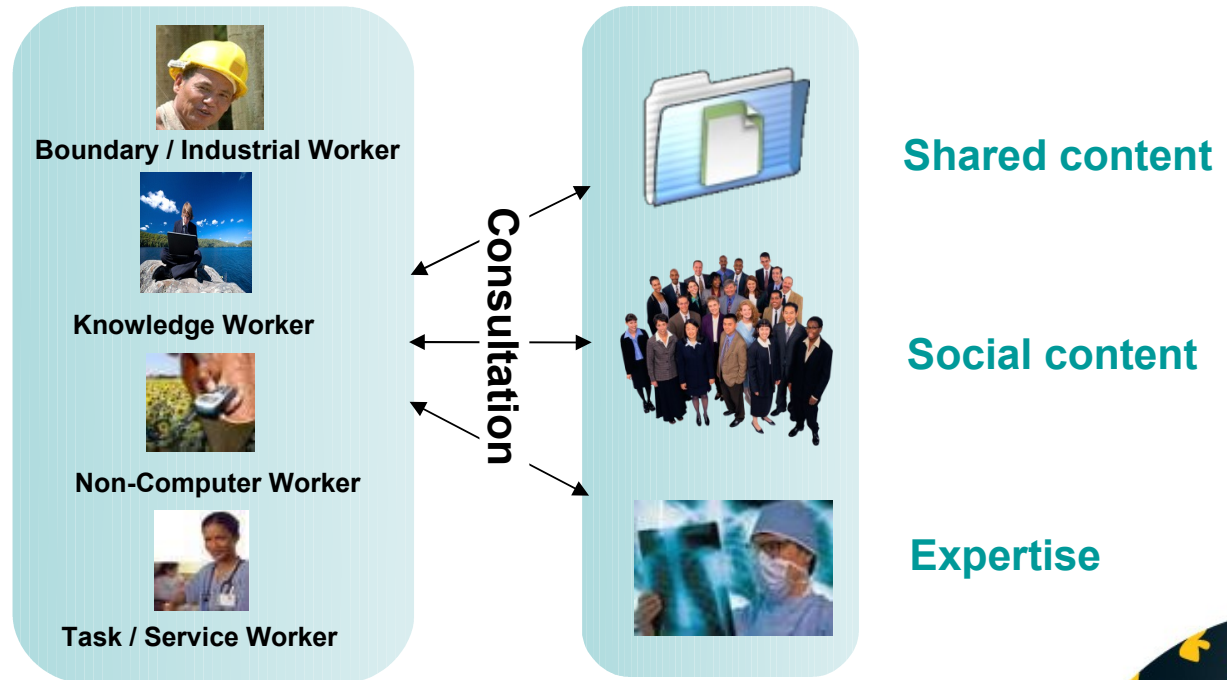 Boundary / Industrial Worker
Knowledge Worker
Non-Computer Worker
Task / Service Worker
Consultation
Shared content
Social content
Expertise